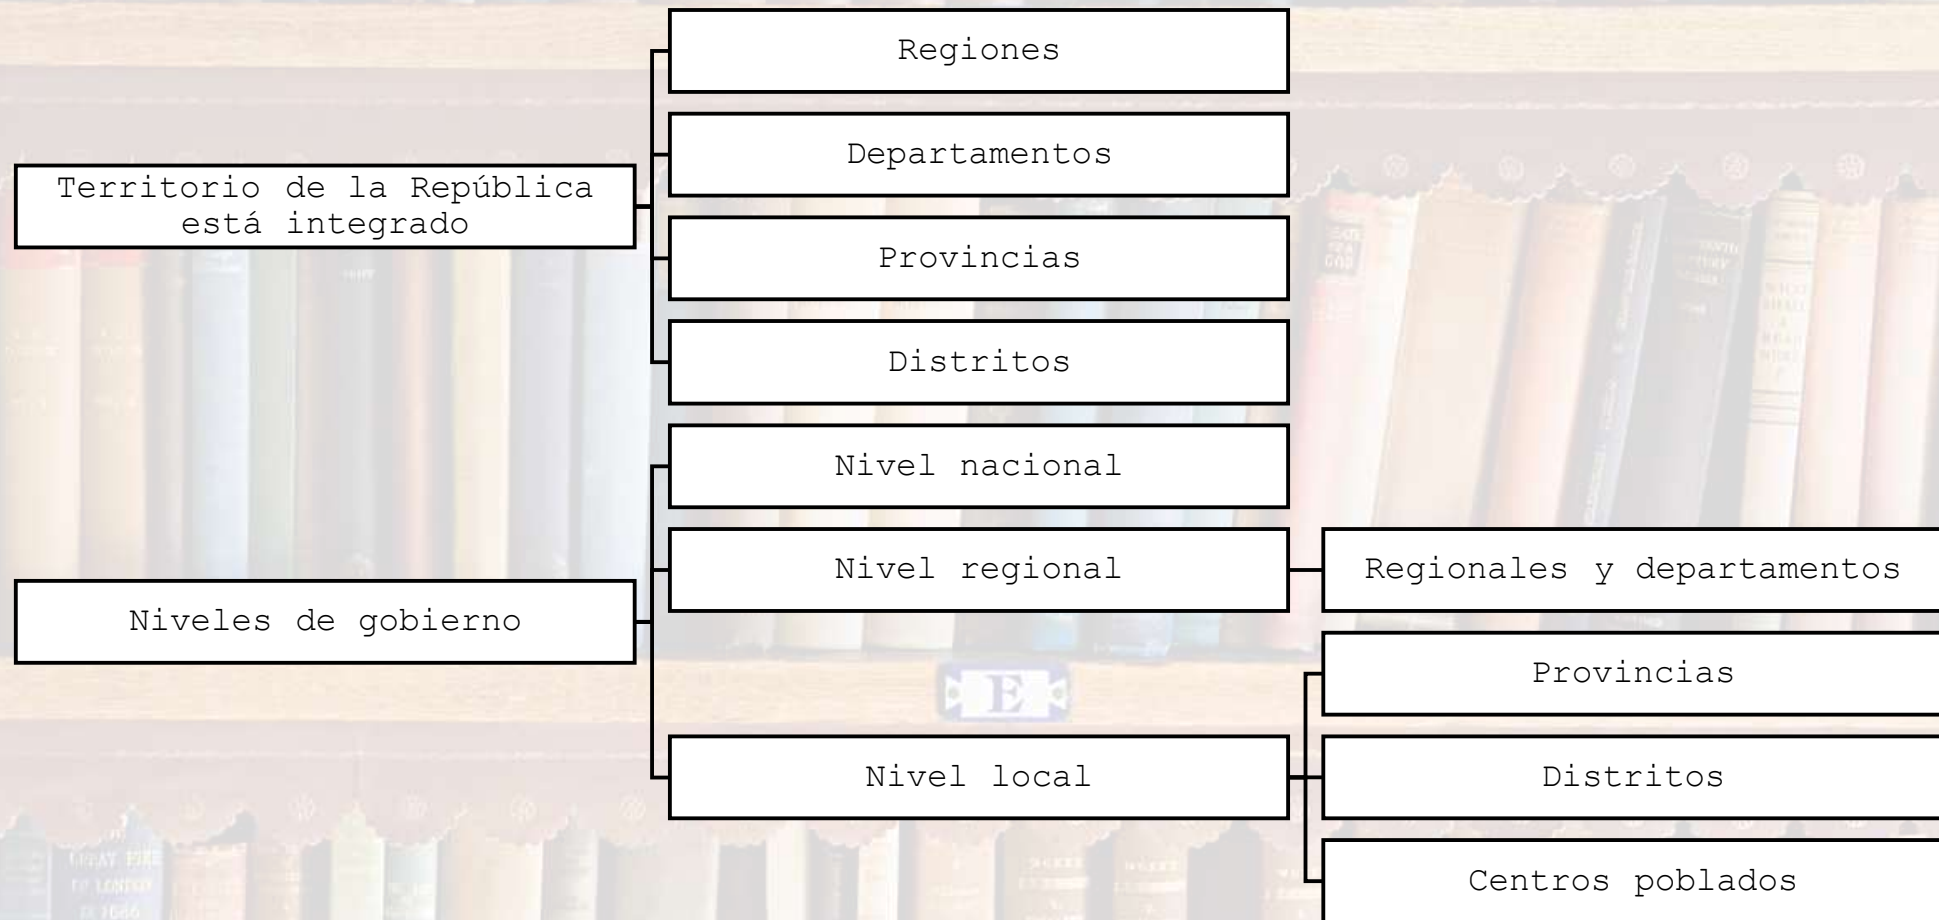 Regiones
Departamentos
Territorio de la República
está integrado
Provincias
Distritos
Nivel nacional
Nivel regional
Regionales y departamentos
Niveles de gobierno
Provincias
E
Nivel local
Distritos
Centros poblados